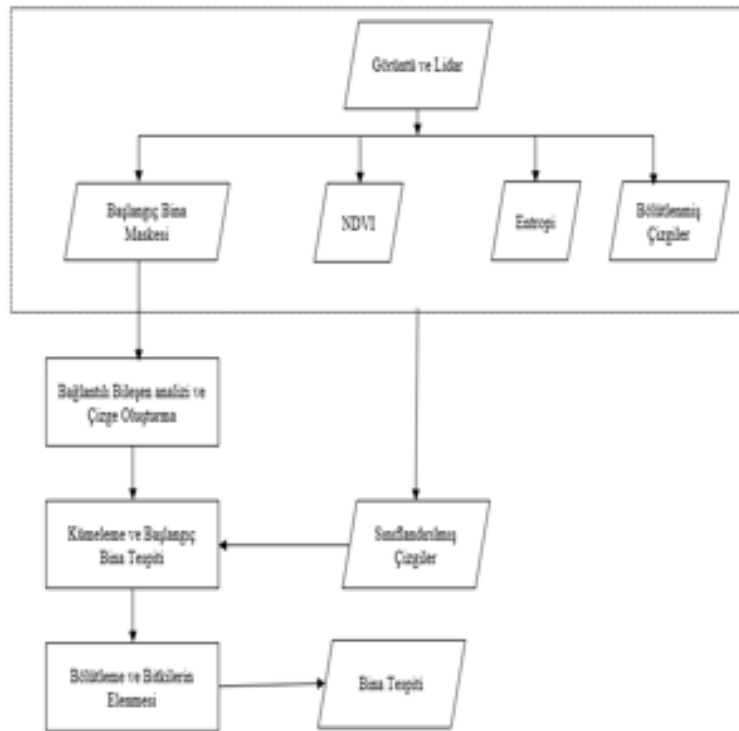 Görüntü ve Lidar
Başlangıç Bina
Maskesi
NDVI
Entropi
Bölütlenmiş
Çizgiler
Bağlantılı Bileşen analizi ve
Çizge Oluşturma
Kümeleme ve Başlangıç
Bina Tespiti
Sınıflandırılmış
Çizgiler
Bölütleme ve Bitkilerin
Elenmesi
Bina Tespiti